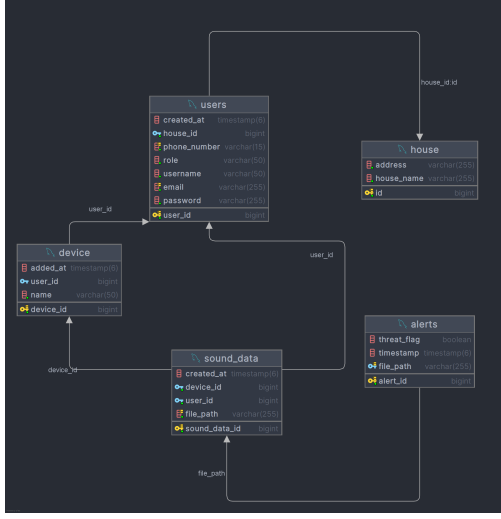 house_id:id
users
created_at timestamp(6)
house_id bigint
phone_number varchar(15)
role varchar(50)
username varchar(50)
email varchar(255)
password varchar(255)
user_id bigint
house
address varchar(255)
house_name varchar(255)
id bigint
user_id
device
added_at timestamp(6)
user_id bigint
name varchar(50)
device_id bigint
user_id
alerts
threat_flag boolean
timestamp timestamp(6)
file_path varchar(255)
alert_id bigint
device_id
sound_data
created_at timestamp(6)
device_id bigint
user_id bigint
file_path varchar(255)
sound_data_id bigint
file_path